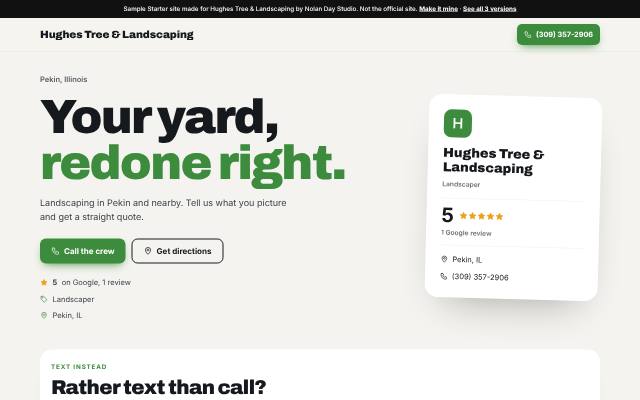 Sample Starter site made for Hughes Tree & Landscaping by Nolan Day Studio. Not the official site. Make it mine · See all 3 versions
Hughes Tree & Landscaping
(309) 357-2906
Pekin, Illinois
Your yard,
redone right.
Landscaping in Pekin and nearby. Tell us what you picture
and get a straight quote.
Call the crew
Get directions
5 on Google, 1 review
Landscaper
Pekin, IL
H
Hughes Tree &
Landscaping
Landscaper
5
1 Google review
Pekin, IL
(309) 357-2906
TEXT INSTEAD
Rather text than call?